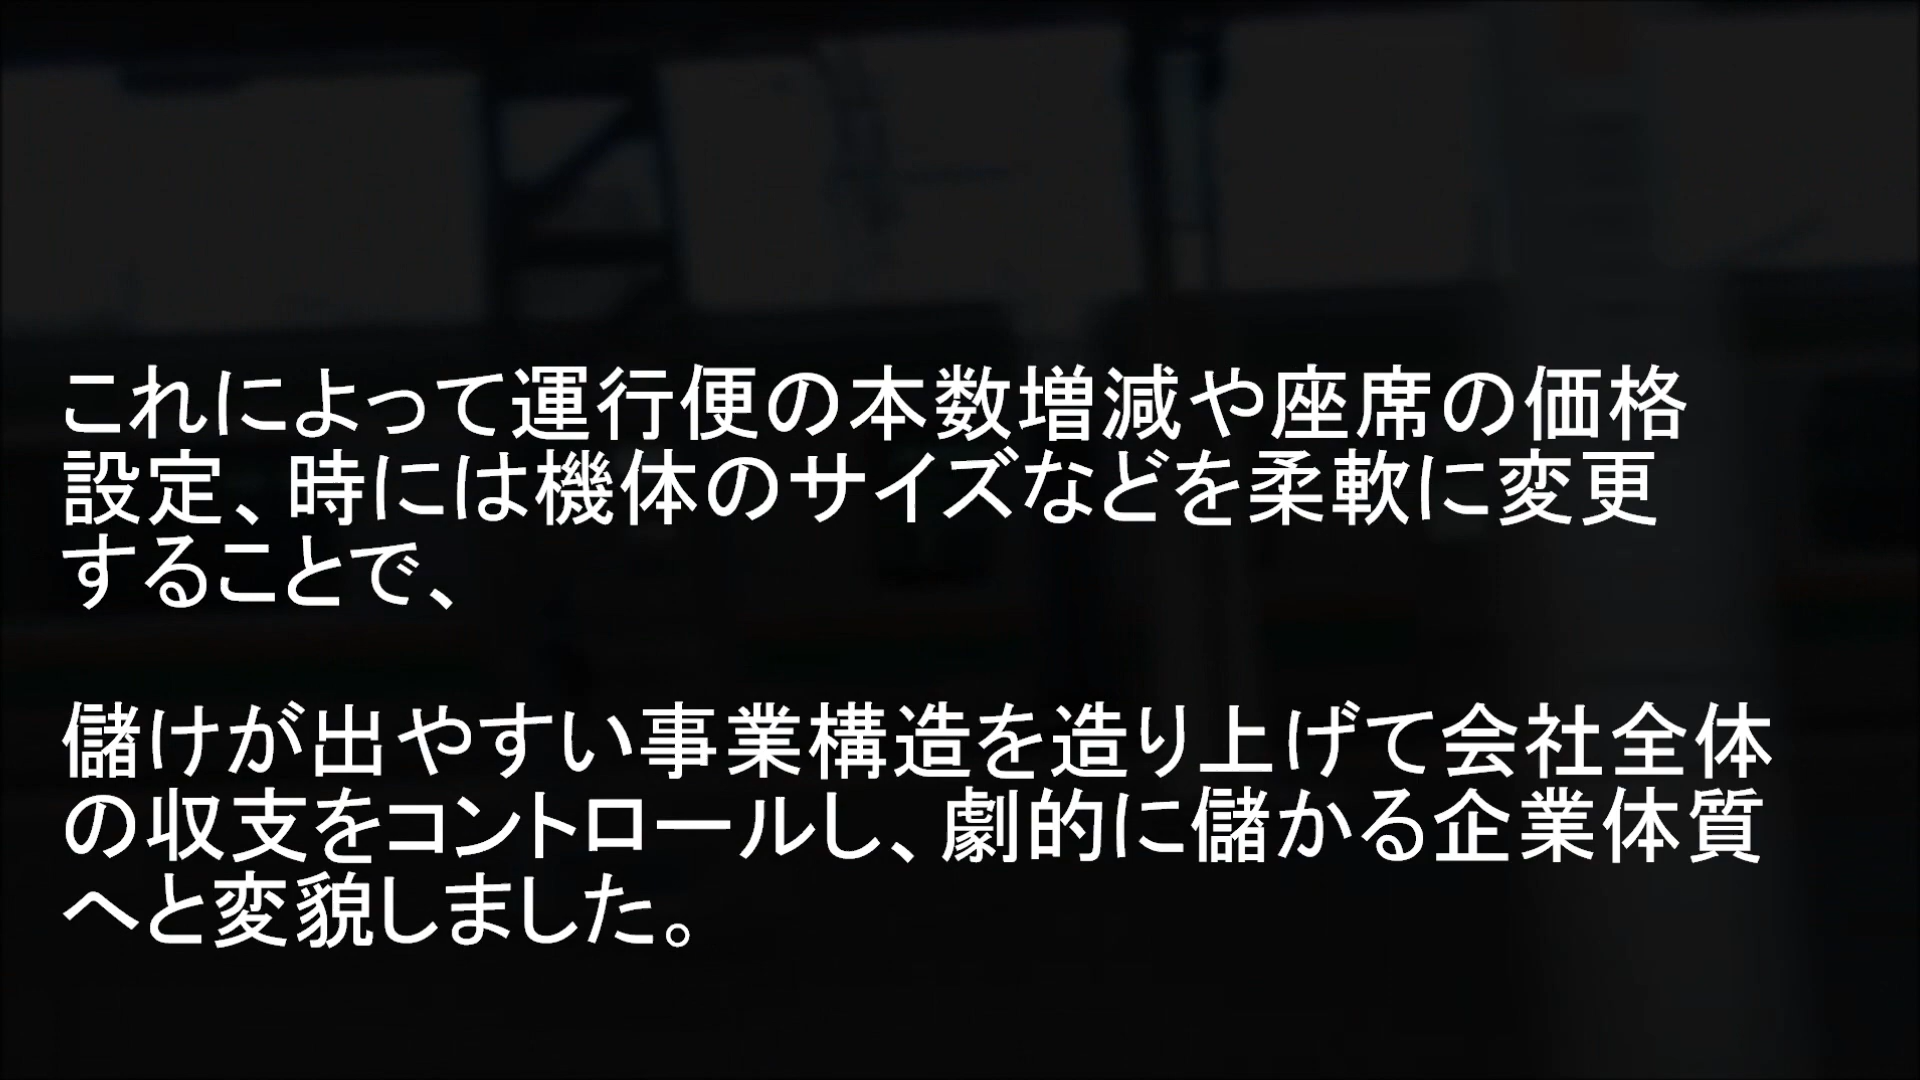 これによって運行便の本数増減や座席の価格
設定、時には機体のサイズなどを柔軟に変更
することで、
儲けが出やすい事業構造を造り上げて会社全体
の収支をコントロールし、劇的に儲かる企業体質
へと変貌しました。